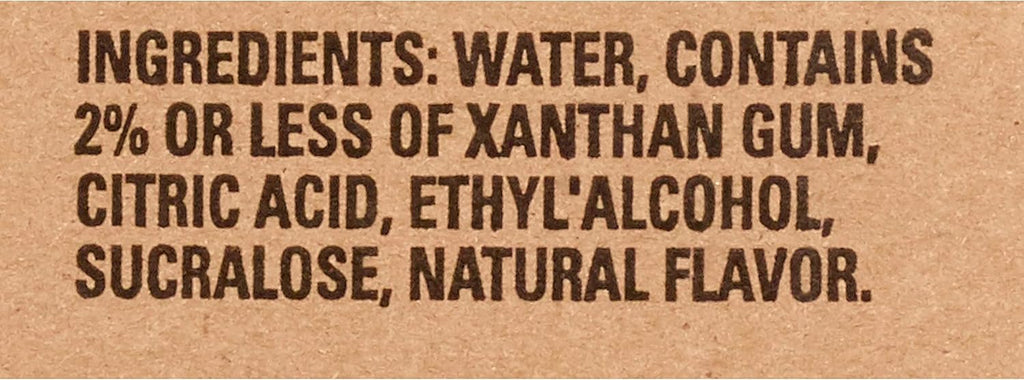 INGREDIENTS: WATER, CONTAINS
2% OR LESS OF XANTHAN GUM,
CITRIC ACID, ETHYL'ALCOHOL,
SUCRALOSE, NATURAL FLAVOR.